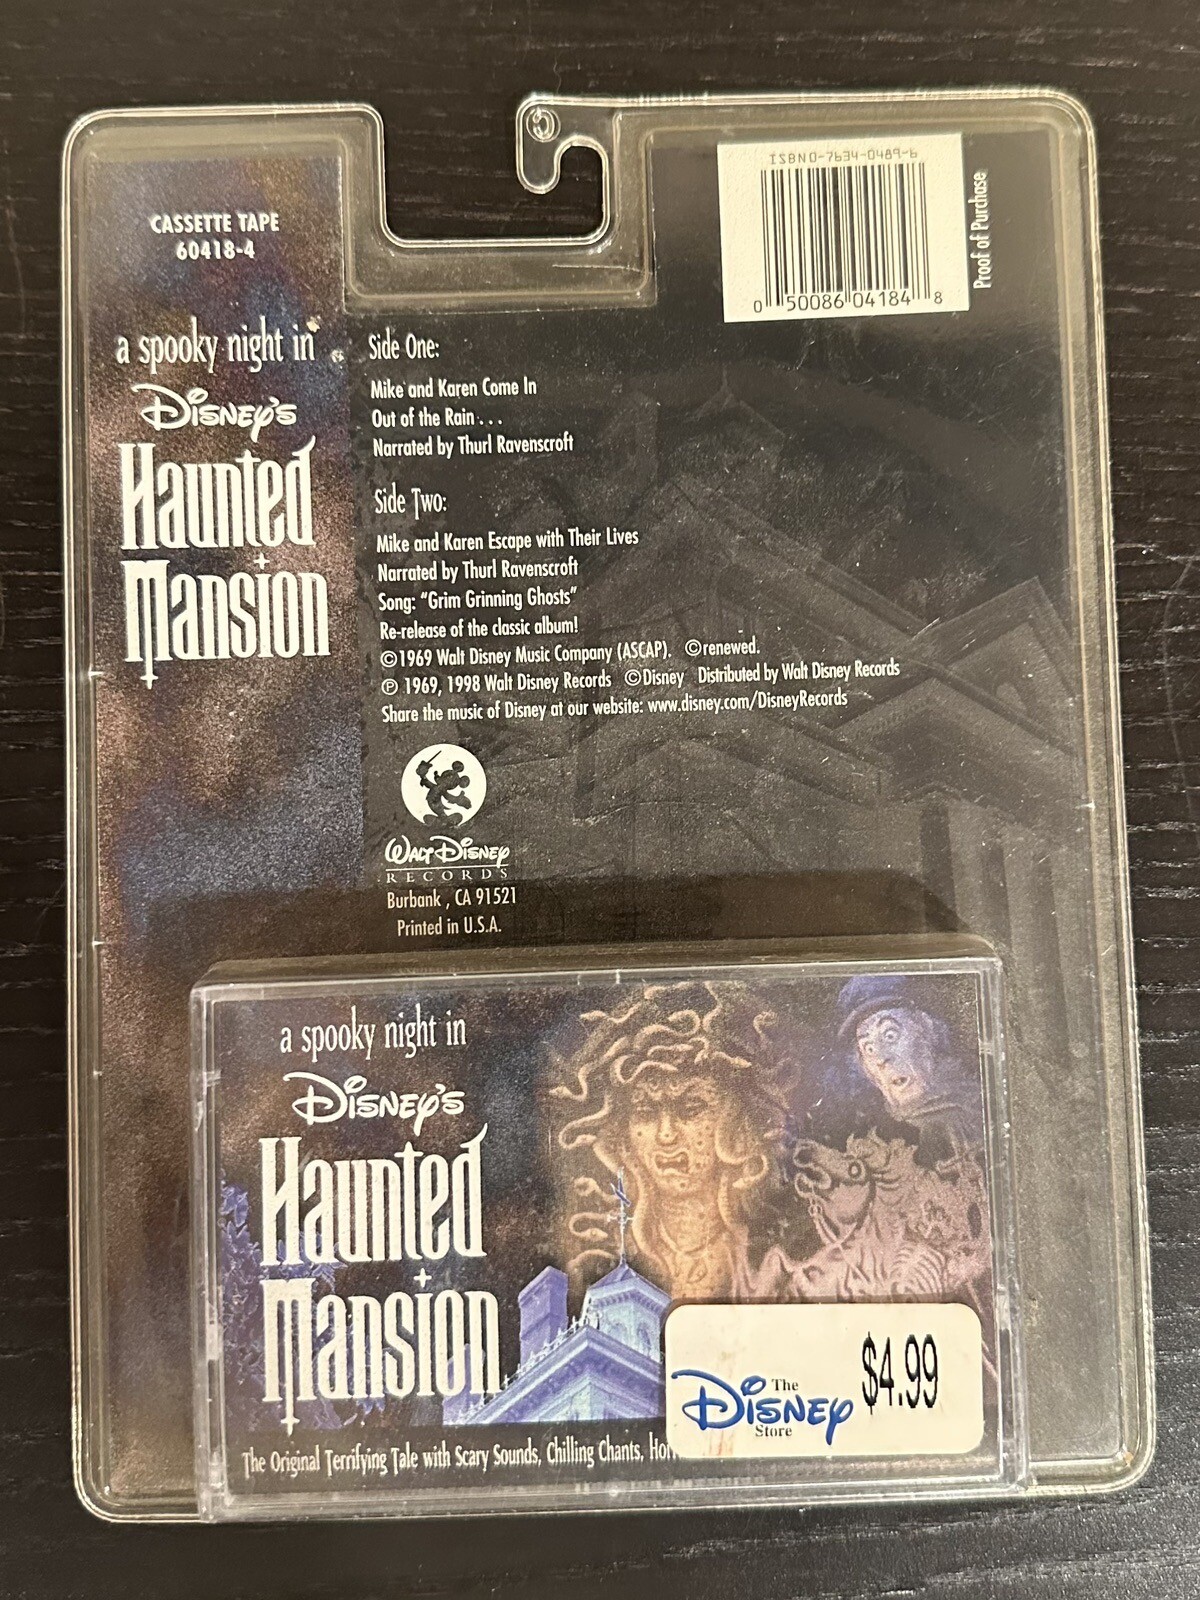 CASSETTE TAPE
60418-4
ISBN 0-7634-0489-6
0 50086 04184 8
Proof of Purchase
a spooky night in
Disney's
Haunted
Mansion
Side One:
Mike and Karen Come In
Out of the Rain . . .
Narrated by Thurl Ravenscroft
Side Two:
Mike and Karen Escape with Their Lives
Narrated by Thurl Ravenscroft
Song: "Grim Grinning Ghosts"
Re-release of the classic album!
©1969 Walt Disney Music Company (ASCAP). ©renewed.
℗ 1969, 1998 Walt Disney Records ©Disney Distributed by Walt Disney Records
Share the music of Disney at our website: www.disney.com/DisneyRecords
Walt Disney
RECORDS
Burbank, CA 91521
Printed in U.S.A.
a spooky night in
Disney's
Haunted
Mansion
The Disney Store $4.99
The Original Terrifying Tale with Scary Sounds, Chilling Chants,